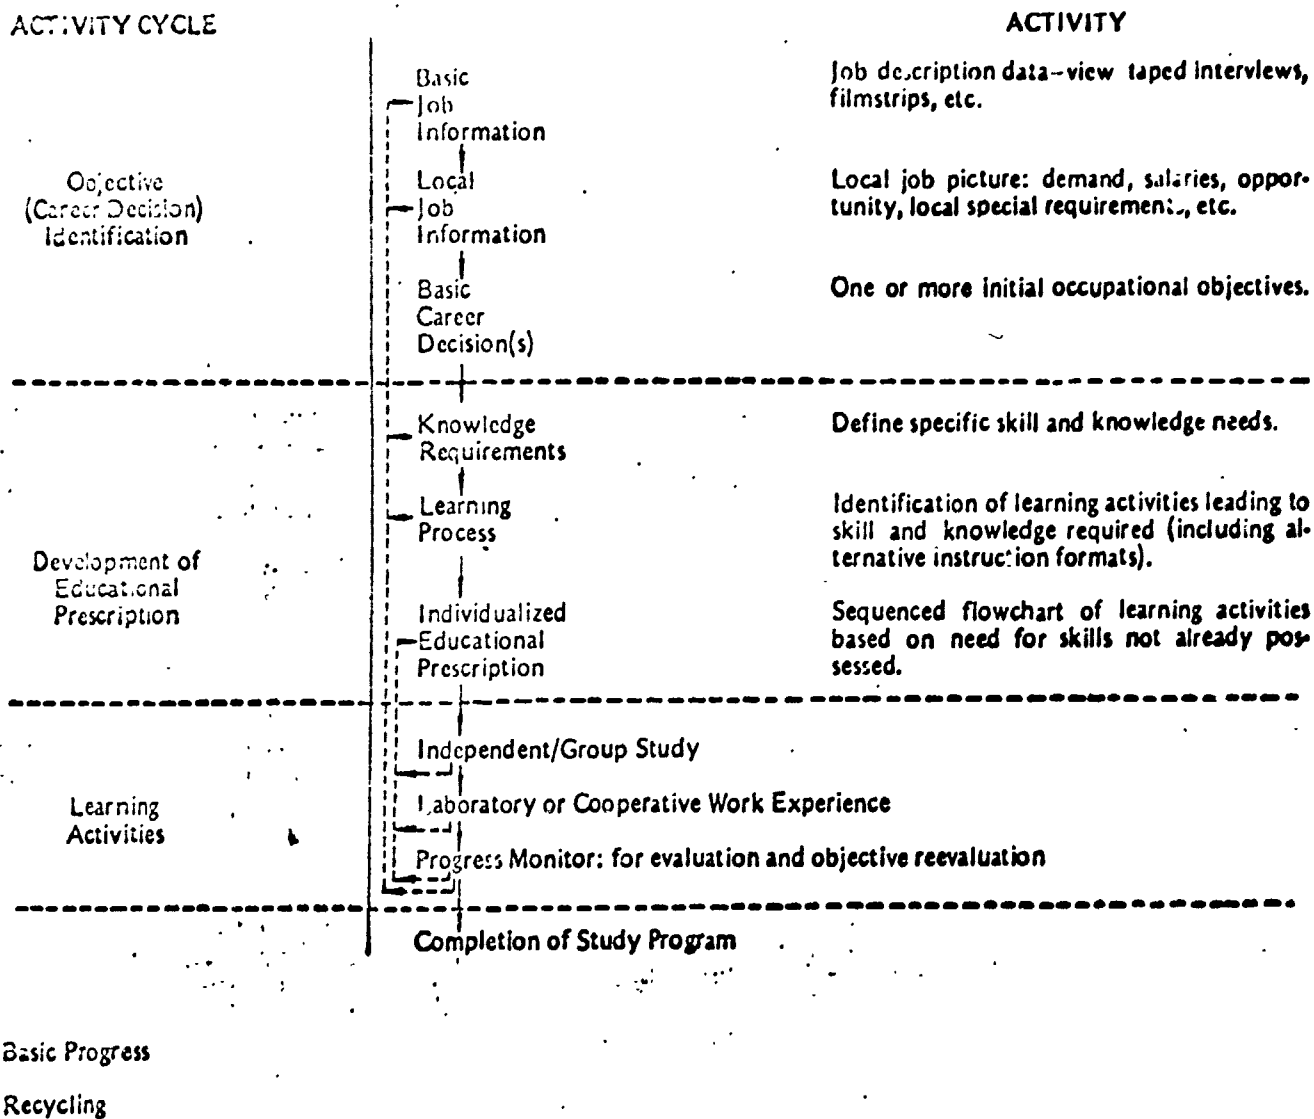 ACTIVITY CYCLE
ACTIVITY
Basic
Job
Information
Job description data-view taped interviews,
filmstrips, etc.
Objective
(Career Decision)
Identification
Local
Job
Information
Local job picture: demand, salaries, oppor-
tunity, local special requirements, etc.
Basic
Career
Decision(s)
One or more initial occupational objectives.
Knowledge
Requirements
Define specific skill and knowledge needs.
Learning
Process
Identification of learning activities leading to
skill and knowledge required (including al-
ternative instruction formats).
Development of
Educational
Prescription
Individualized
Educational
Prescription
Sequenced flowchart of learning activities
based on need for skills not already pos-
sessed.
Independent/Group Study
Learning
Activities
Laboratory or Cooperative Work Experience
Progress Monitor: for evaluation and objective reevaluation
Completion of Study Program
Basic Progress
Recycling